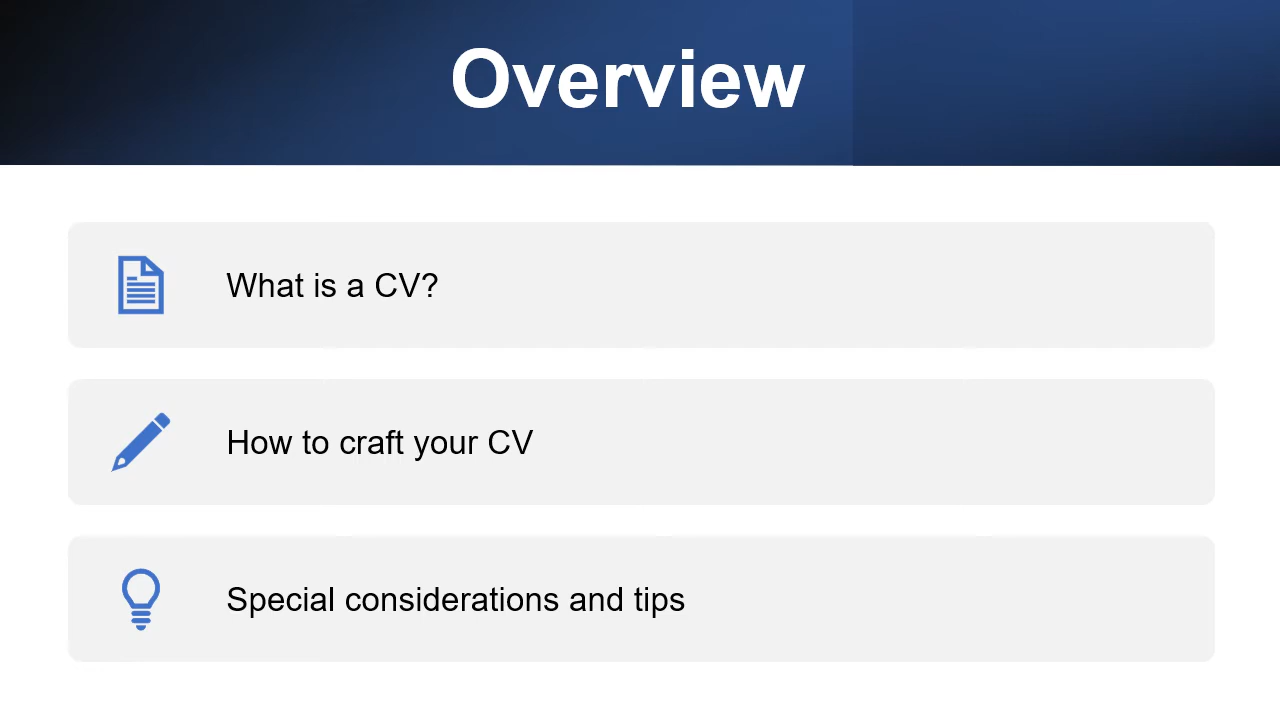 Overview
What is a CV?
How to craft your CV
Special considerations and tips